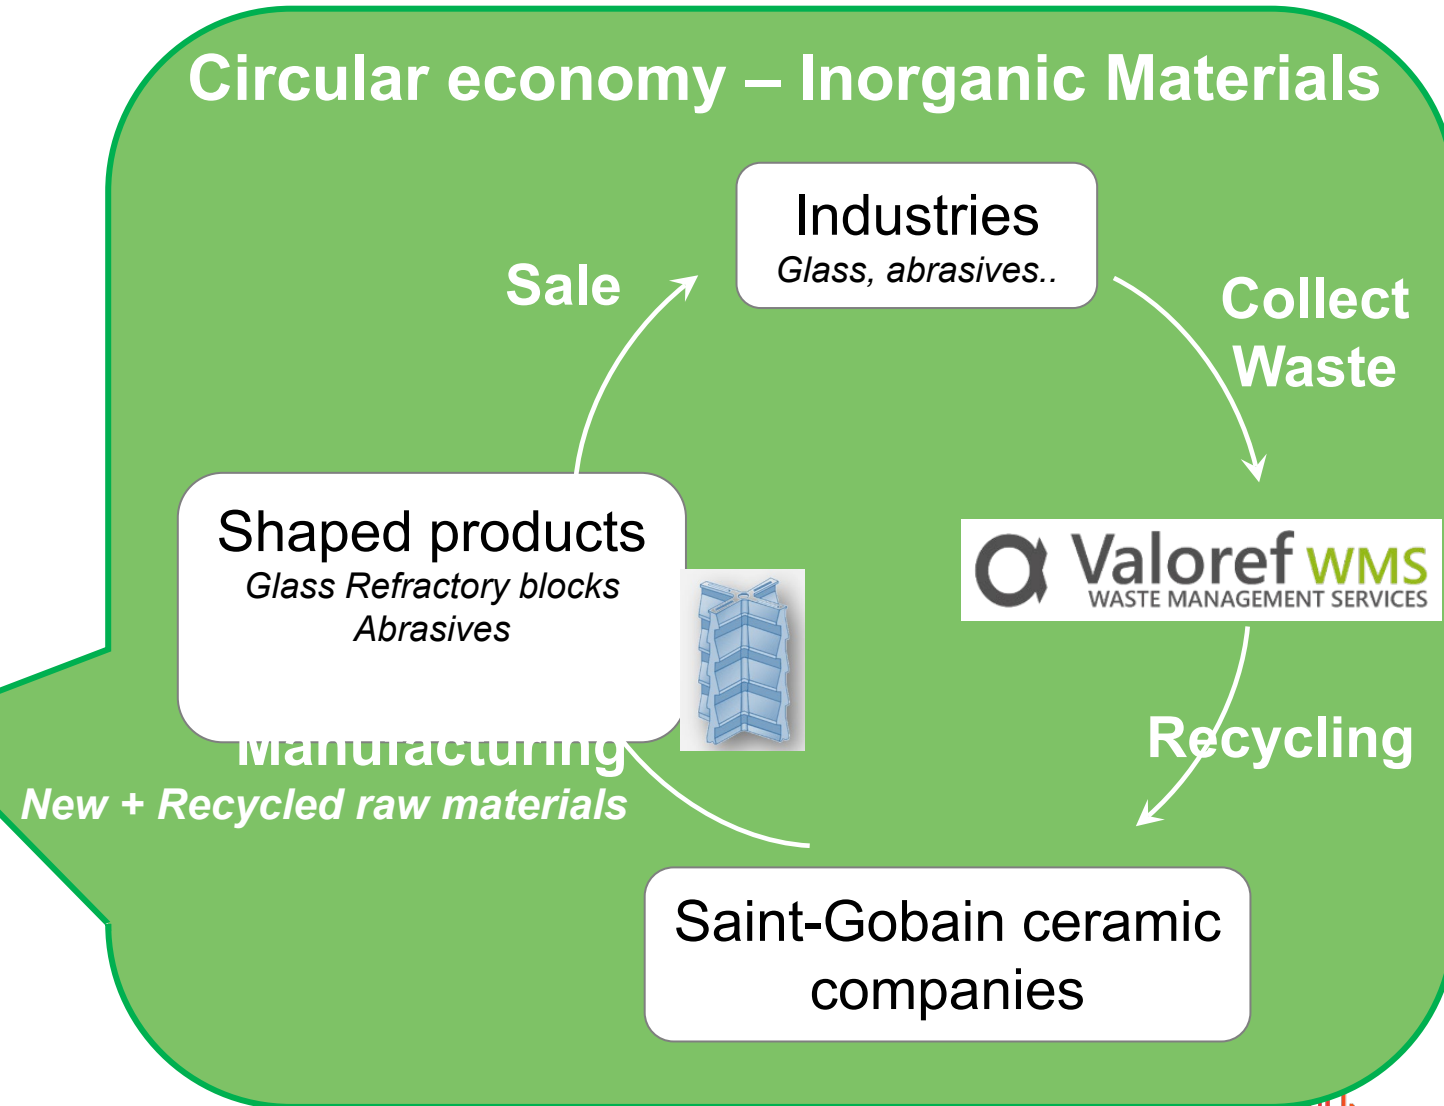 Circular economy – Inorganic Materials
Industries
Glass, abrasives..
Sale
Collect
Waste
Shaped products
Glass Refractory blocks
Abrasives
Valoref WMS
WASTE MANAGEMENT SERVICES
Manufacturing
New + Recycled raw materials
Recycling
Saint-Gobain ceramic
companies